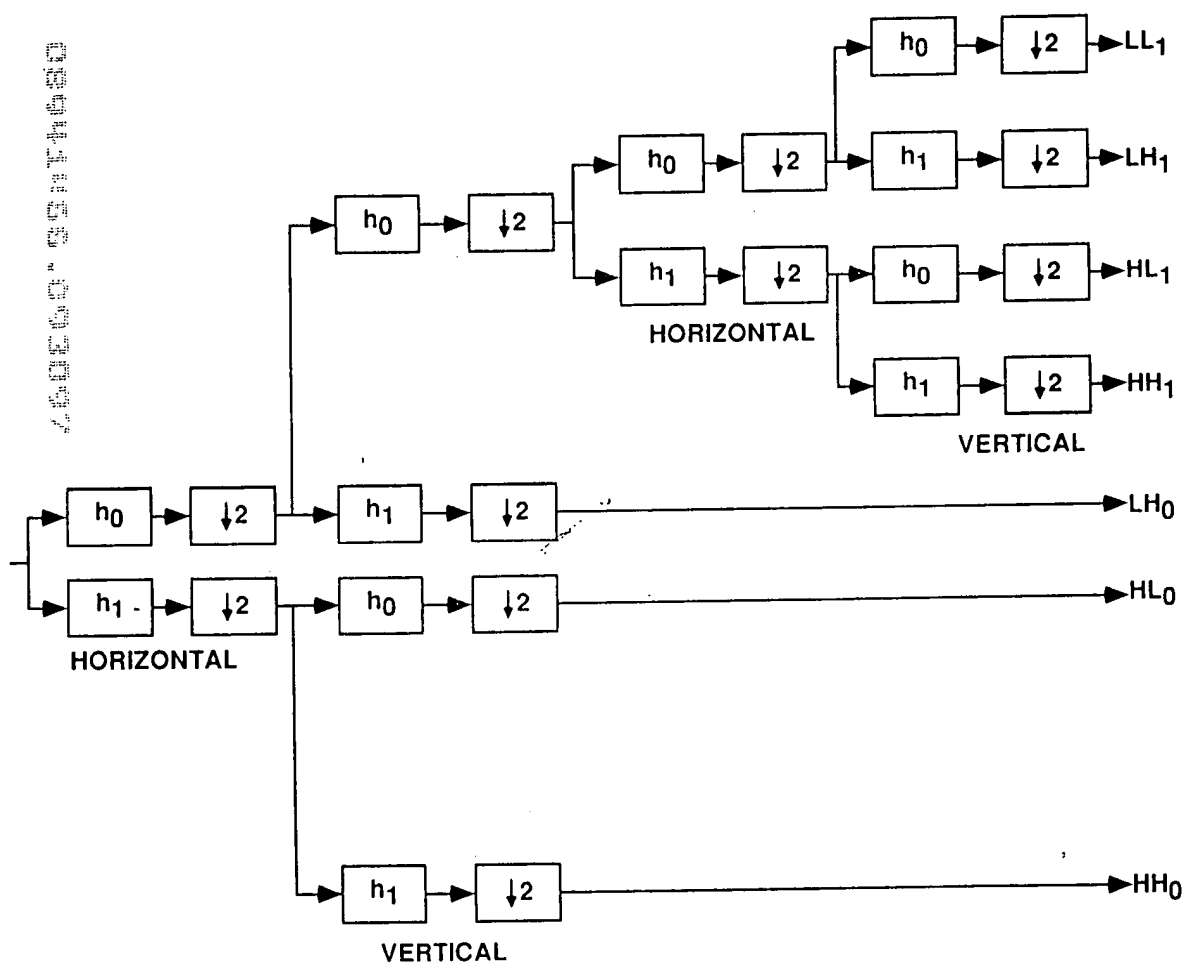 h0 ↓2 LL1
h0 ↓2 h1 ↓2 LH1
h0 ↓2
h1 ↓2 h0 ↓2 HL1
HORIZONTAL
h1 ↓2 HH1
VERTICAL
h0 ↓2 h1 ↓2 LH0
h1 ↓2 h0 ↓2 HL0
HORIZONTAL
h1 ↓2 HH0
VERTICAL